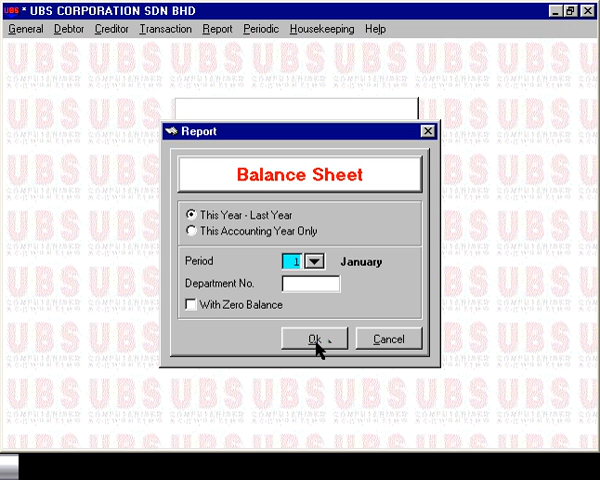 UBS * UBS CORPORATION SDN BHD
General Debtor Creditor Transaction Report Periodic Housekeeping Help
Report
Balance Sheet
This Year - Last Year
This Accounting Year Only
Period 1 January
Department No.
With Zero Balance
Ok Cancel